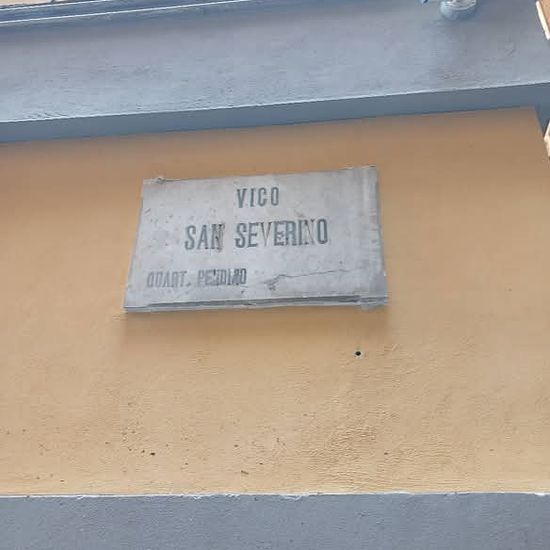 VICO
SAN SEVERINO
QUART. PENDINO